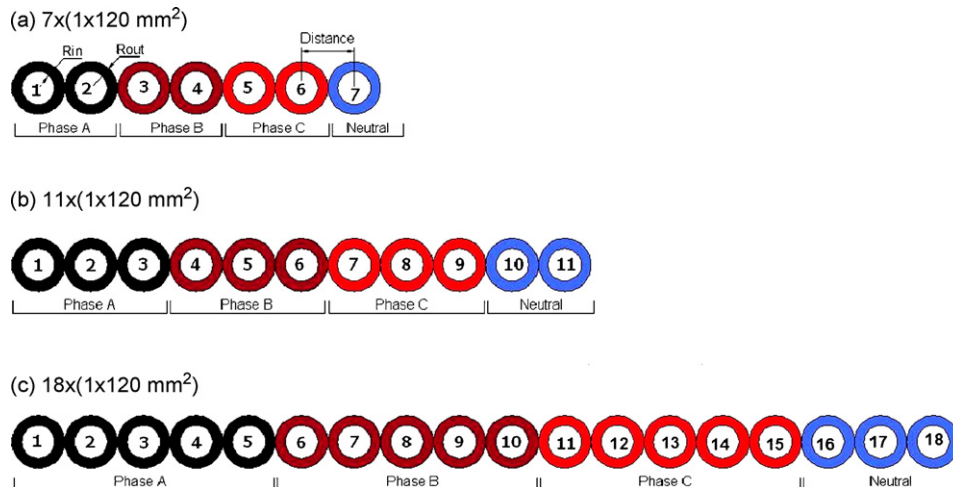 (a) 7x(1x120 mm²)
Rin Rout Distance
1 2 3 4 5 6 7
Phase A Phase B Phase C Neutral
(b) 11x(1x120 mm²)
1 2 3 4 5 6 7 8 9 10 11
Phase A Phase B Phase C Neutral
(c) 18x(1x120 mm²)
1 2 3 4 5 6 7 8 9 10 11 12 13 14 15 16 17 18
Phase A Phase B Phase C Neutral